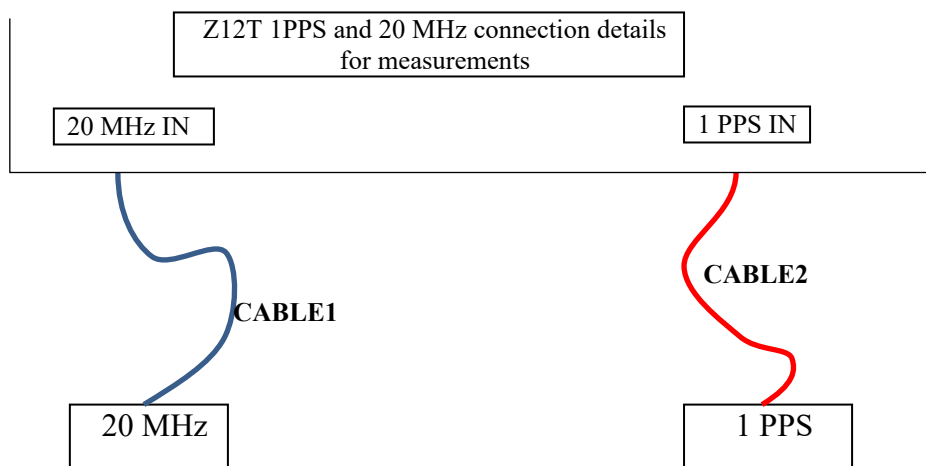 Z12T 1PPS and 20 MHz connection details
for measurements
20 MHz IN
1 PPS IN
CABLE2
CABLE1
20 MHz
1 PPS